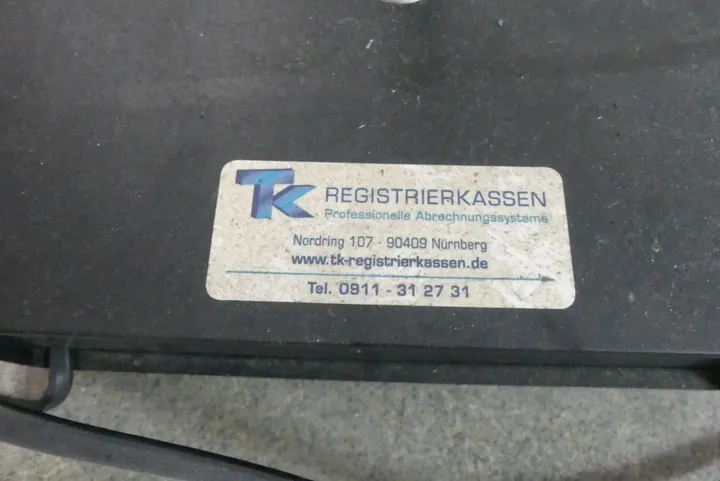 TK REGISTRIERKASSEN
Professionelle Abrechnungssysteme
Nordring 107 - 90409 Nürnberg
www.tk-registrierkassen.de
Tel. 0911 - 31 27 31